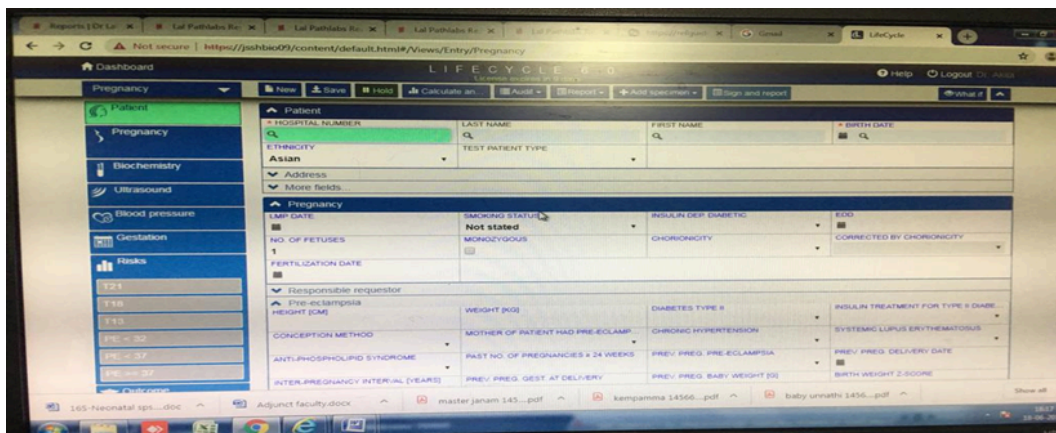 Reports | Dr La
Lal Pathlabs Re
Lal Pathlabs Re
Lal Pathlabs Re
Gmail
LifeCycle
Not secure | https://jsshbio09/content/default.html#/Views/Entry/Pregnancy
Dashboard
LIFECYCLE 6.0
Help Logout Dr.
Pregnancy
New Save Hold Calculate an... Audit Report Add specimen Sign and report What if
Patient
Pregnancy
Biochemistry
Ultrasound
Blood pressure
Gestation
Risks
T21
T18
T13
PE < 32
PE < 37
PE >= 37
Outcome
Patient
* HOSPITAL NUMBER LAST NAME FIRST NAME * BIRTH DATE
ETHNICITY TEST PATIENT TYPE
Asian
Address
More fields...
Pregnancy
LMP DATE SMOKING STATUS INSULIN DEP. DIABETIC EDD
Not stated
NO. OF FETUSES MONOZYGOUS CHORIONICITY CORRECTED BY CHORIONICITY
1
FERTILIZATION DATE
Responsible requestor
Pre-eclampsia
HEIGHT [CM] WEIGHT [KG] DIABETES TYPE II INSULIN TREATMENT FOR TYPE II DIABE...
CONCEPTION METHOD MOTHER OF PATIENT HAD PRE-ECLAMP... CHRONIC HYPERTENSION SYSTEMIC LUPUS ERYTHEMATOSUS
ANTI-PHOSPHOLIPID SYNDROME PAST NO. OF PREGNANCIES ≥ 24 WEEKS PREV. PREG. PRE-ECLAMPSIA PREV. PREG. DELIVERY DATE
INTER-PREGNANCY INTERVAL [YEARS] PREV. PREG. GEST. AT DELIVERY PREV. PREG. BABY WEIGHT [G] BIRTH WEIGHT Z-SCORE
165-Neonatal sps....doc
Adjunct faculty.docx
master janam 145....pdf
kempamma 14566....pdf
baby unnathi 1456....pdf
Show all